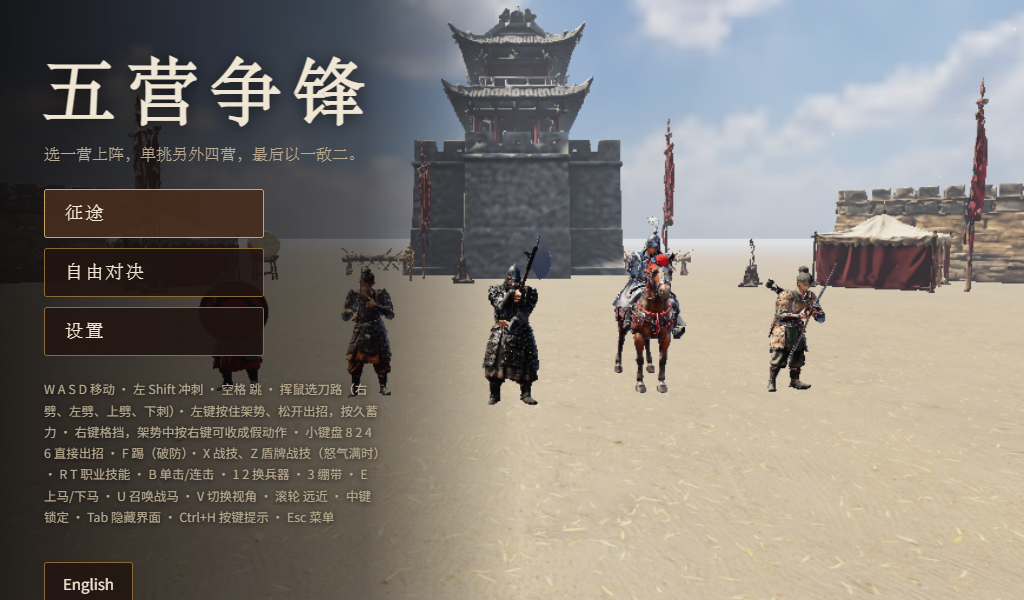 五营争锋
选一营上阵，单挑另外四营，最后以一敌二。
征途
自由对决
设置
W A S D 移动 · 左 Shift 冲刺 · 空格 跳 · 挥鼠选刀路（右
劈、左劈、上劈、下刺）· 左键按住架势、松开出招，按久蓄
力 · 右键格挡，架势中按右键可收成假动作 · 小键盘 8 2 4
6 直接出招 · F 踢（破防）· X 战技、Z 盾牌战技（怒气满时）
· R T 职业技能 · B 单击/连击 · 1 2 换兵器 · 3 绷带 · E
上马/下马 · U 召唤战马 · V 切换视角 · 滚轮 远近 · 中键
锁定 · Tab 隐藏界面 · Ctrl+H 按键提示 · Esc 菜单
English